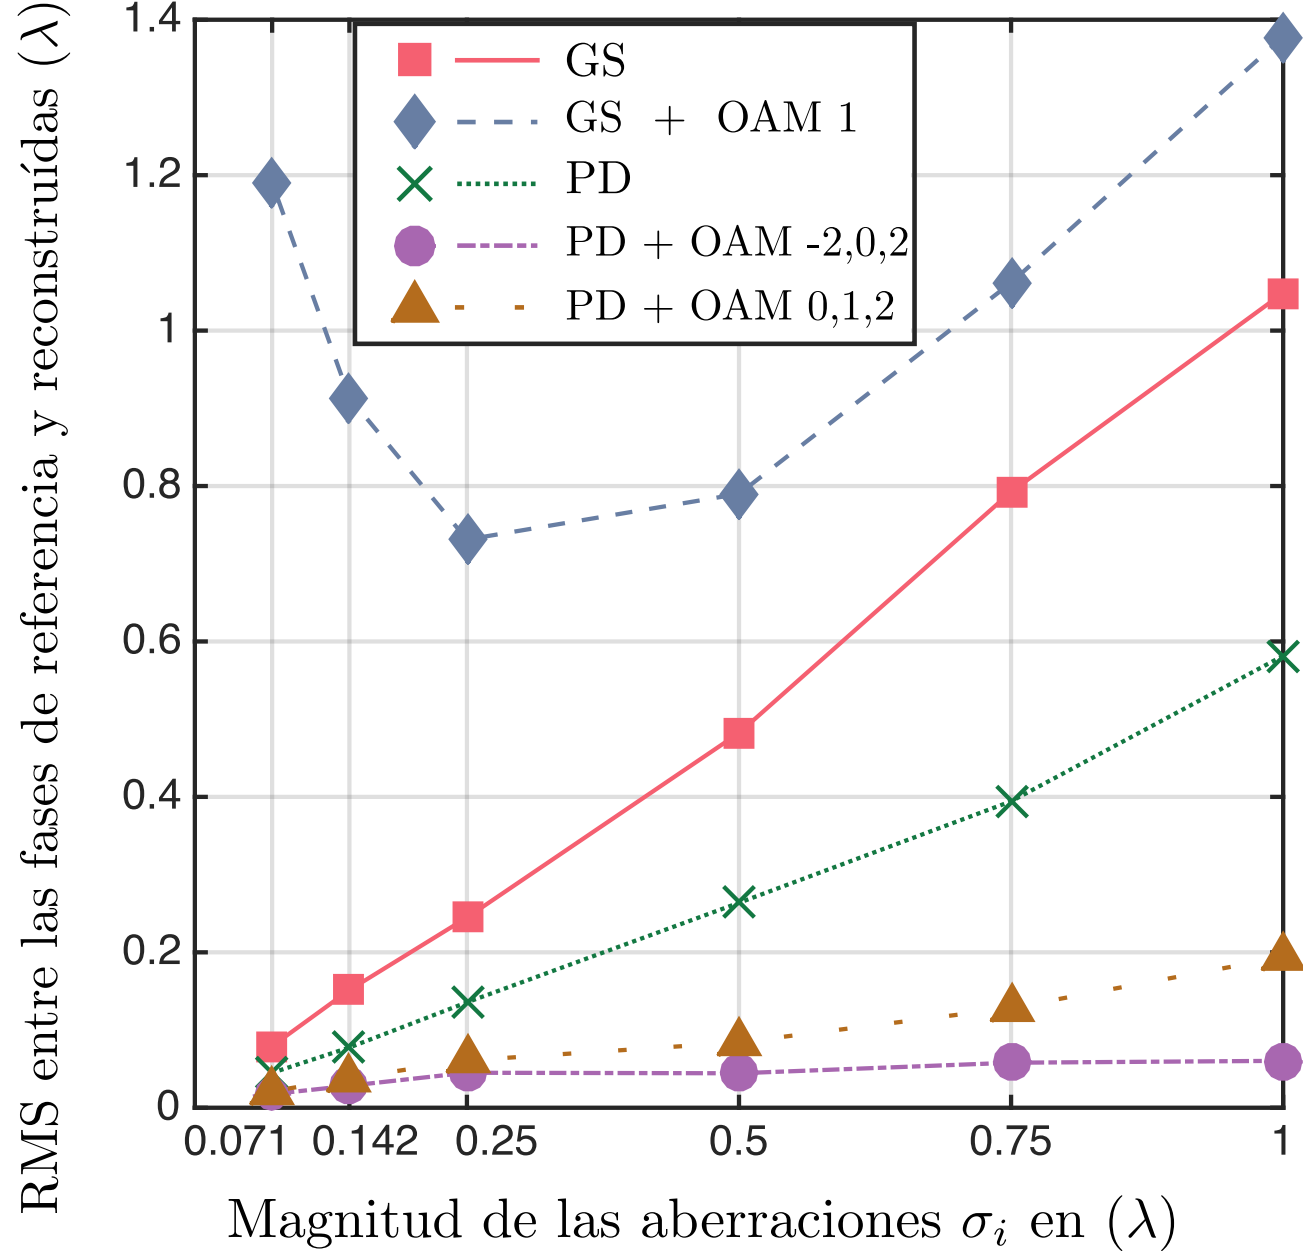 RMS entre las fases de referencia y reconstruídas (λ)
1.4
1.2
1
0.8
0.6
0.4
0.2
0
GS
GS + OAM 1
PD
PD + OAM -2,0,2
PD + OAM 0,1,2
0.071 0.142 0.25 0.5 0.75 1
Magnitud de las aberraciones σᵢ en (λ)